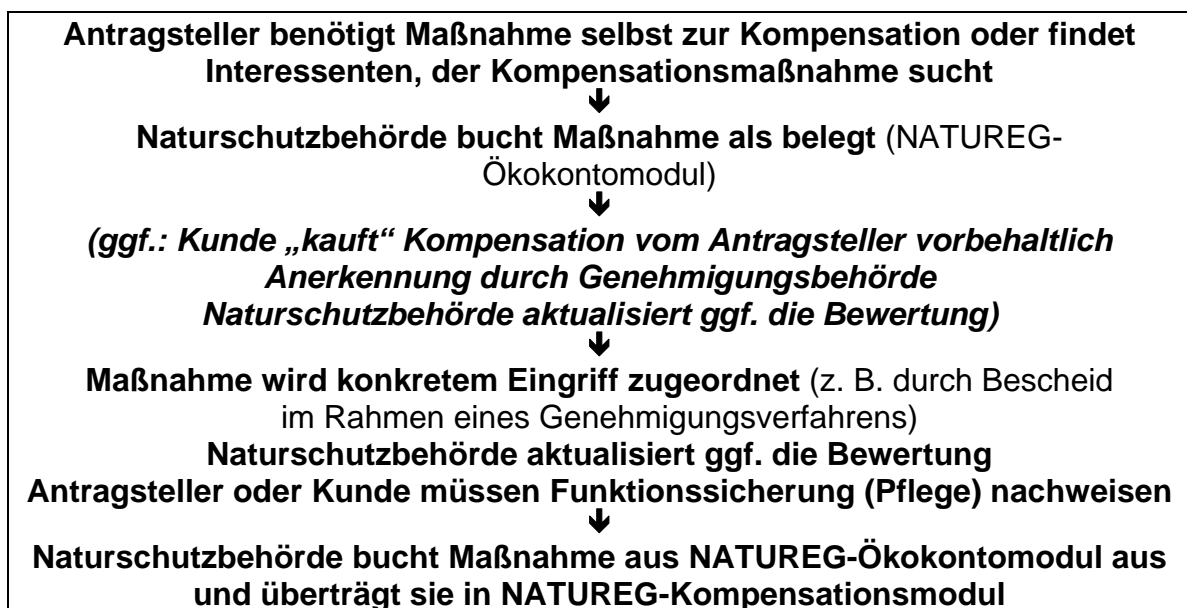 Antragsteller benötigt Maßnahme selbst zur Kompensation oder findet
Interessenten, der Kompensationsmaßnahme sucht
🡻
Naturschutzbehörde bucht Maßnahme als belegt (NATUREG-
Ökokontomodul)
🡻
(ggf.: Kunde „kauft“ Kompensation vom Antragsteller vorbehaltlich
Anerkennung durch Genehmigungsbehörde
Naturschutzbehörde aktualisiert ggf. die Bewertung)
🡻
Maßnahme wird konkretem Eingriff zugeordnet (z. B. durch Bescheid
im Rahmen eines Genehmigungsverfahrens)
Naturschutzbehörde aktualisiert ggf. die Bewertung
Antragsteller oder Kunde müssen Funktionssicherung (Pflege) nachweisen
🡻
Naturschutzbehörde bucht Maßnahme aus NATUREG-Ökokontomodul aus
und überträgt sie in NATUREG-Kompensationsmodul